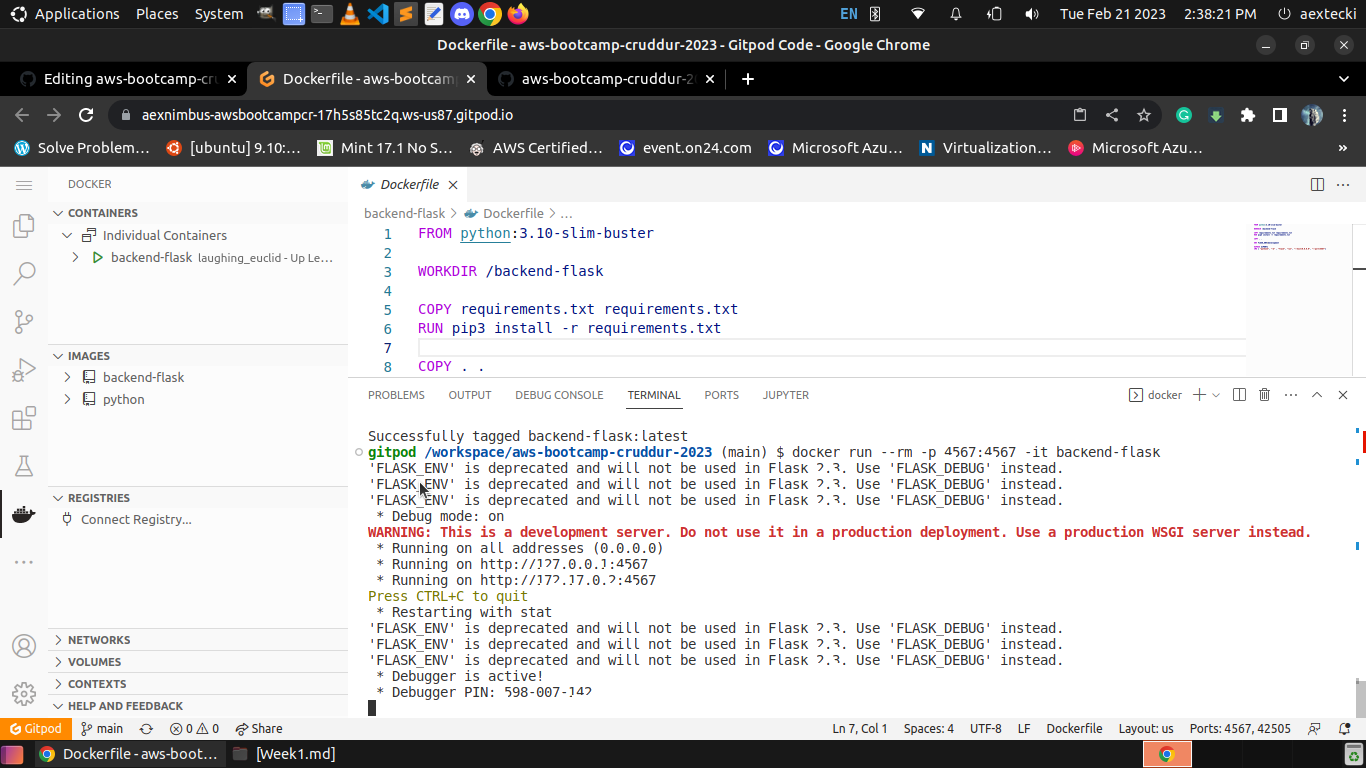 Applications Places System EN Tue Feb 21 2023 2:38:21 PM aextecki
Dockerfile - aws-bootcamp-cruddur-2023 - Gitpod Code - Google Chrome
Editing aws-bootcamp-cru Dockerfile - aws-bootcamp aws-bootcamp-cruddur-2
aexnimbus-awsbootcampcr-17h5s85tc2q.ws-us87.gitpod.io
Solve Problem... [ubuntu] 9.10:... Mint 17.1 No S... AWS Certified... event.on24.com Microsoft Azu... Virtualization... Microsoft Azu... »
DOCKER
CONTAINERS
Individual Containers
backend-flask laughing_euclid - Up Le...
IMAGES
backend-flask
python
REGISTRIES
Connect Registry...
NETWORKS
VOLUMES
CONTEXTS
HELP AND FEEDBACK
Dockerfile
backend-flask > Dockerfile > ...
1 FROM python:3.10-slim-buster
2
3 WORKDIR /backend-flask
4
5 COPY requirements.txt requirements.txt
6 RUN pip3 install -r requirements.txt
7
8 COPY . .
PROBLEMS OUTPUT DEBUG CONSOLE TERMINAL PORTS JUPYTER docker
Successfully tagged backend-flask:latest
gitpod /workspace/aws-bootcamp-cruddur-2023 (main) $ docker run --rm -p 4567:4567 -it backend-flask
'FLASK_ENV' is deprecated and will not be used in Flask 2.3. Use 'FLASK_DEBUG' instead.
'FLASK_ENV' is deprecated and will not be used in Flask 2.3. Use 'FLASK_DEBUG' instead.
'FLASK_ENV' is deprecated and will not be used in Flask 2.3. Use 'FLASK_DEBUG' instead.
* Debug mode: on
WARNING: This is a development server. Do not use it in a production deployment. Use a production WSGI server instead.
* Running on all addresses (0.0.0.0)
* Running on http://127.0.0.1:4567
* Running on http://172.17.0.2:4567
Press CTRL+C to quit
* Restarting with stat
'FLASK_ENV' is deprecated and will not be used in Flask 2.3. Use 'FLASK_DEBUG' instead.
'FLASK_ENV' is deprecated and will not be used in Flask 2.3. Use 'FLASK_DEBUG' instead.
'FLASK_ENV' is deprecated and will not be used in Flask 2.3. Use 'FLASK_DEBUG' instead.
* Debugger is active!
* Debugger PIN: 598-007-142
Gitpod main 0 0 Share Ln 7, Col 1 Spaces: 4 UTF-8 LF Dockerfile Layout: us Ports: 4567, 42505
Dockerfile - aws-boot... [Week1.md]